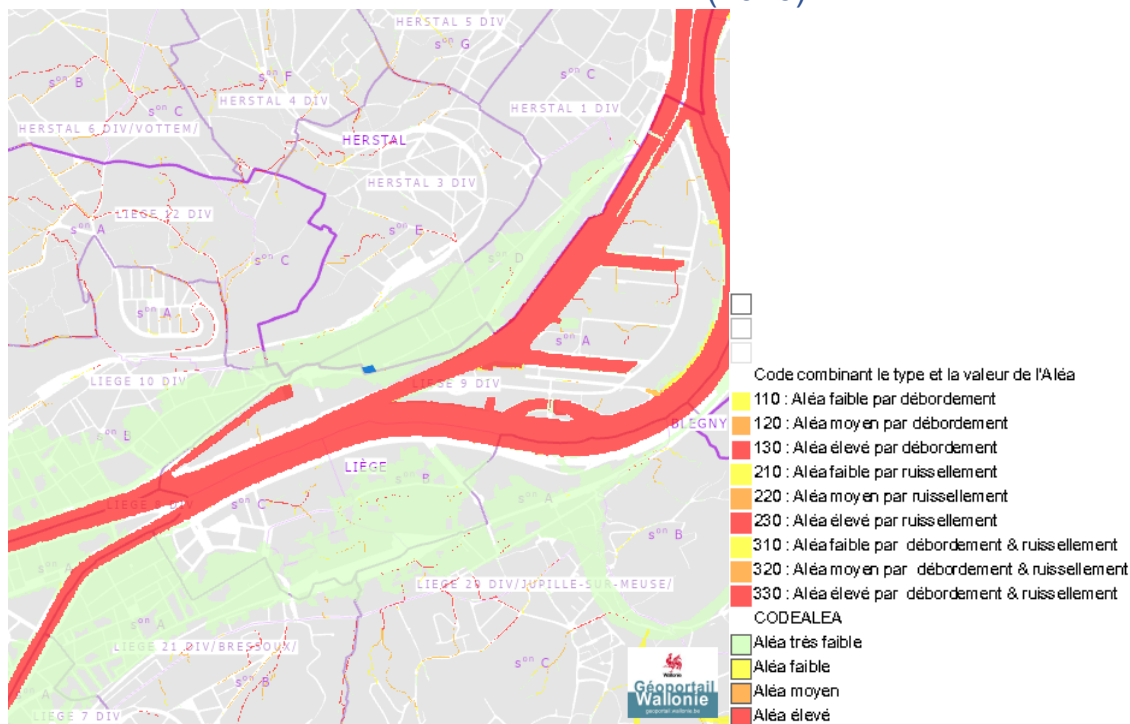 HERSTAL 5 DIV
sᵒⁿ G
sᵒⁿ B
sᵒⁿ F
sᵒⁿ C
sᵒⁿ C
HERSTAL 4 DIV
HERSTAL 1 DIV
HERSTAL 6 DIV/VOTTEM/
HERSTAL
HERSTAL 3 DIV
LIEGE 12 DIV
sᵒⁿ A
sᵒⁿ E
sᵒⁿ C
sᵒⁿ D
sᵒⁿ A
sᵒⁿ A
LIEGE 10 DIV
LIEGE 9 DIV
BLEGNY
sᵒⁿ B
LIÈGE
sᵒⁿ B
sᵒⁿ C
sᵒⁿ A
sᵒⁿ B
LIEGE 20 DIV/JUPILLE-SUR-MEUSE/
sᵒⁿ A
LIEGE 21 DIV/BRESSOUX/
sᵒⁿ C
sᵒⁿ B
sᵒⁿ A
LIEGE 7 DIV
Wallonie
Géoportail
Wallonie
geoportail.wallonie.be
Code combinant le type et la valeur de l'Aléa
110 : Aléa faible par débordement
120 : Aléa moyen par débordement
130 : Aléa élevé par débordement
210 : Aléa faible par ruissellement
220 : Aléa moyen par ruissellement
230 : Aléa élevé par ruissellement
310 : Aléa faible par débordement & ruissellement
320 : Aléa moyen par débordement & ruissellement
330 : Aléa élevé par débordement & ruissellement
CODEALEA
Aléa très faible
Aléa faible
Aléa moyen
Aléa élevé